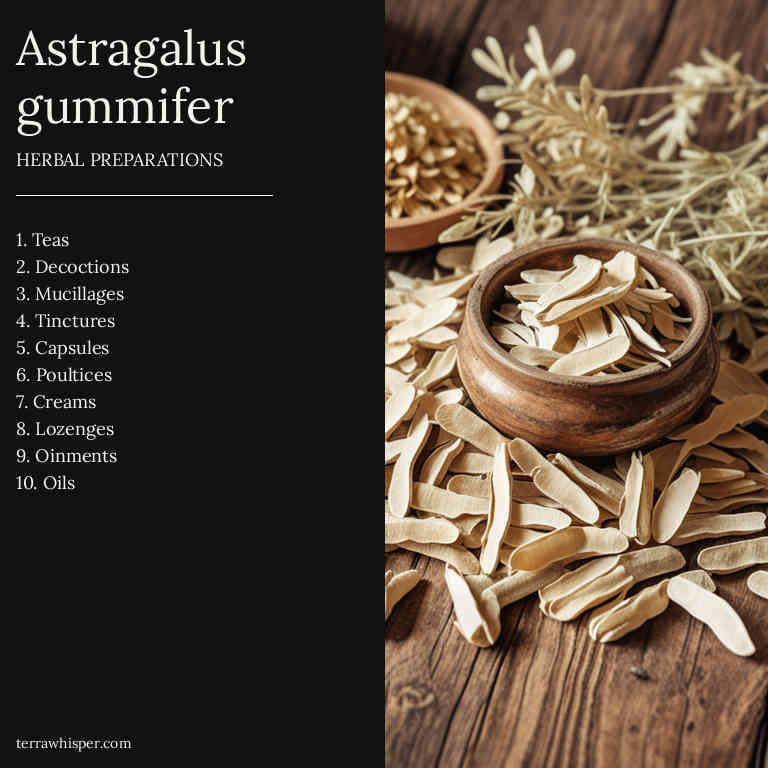 Astragalus
gummifer
HERBAL PREPARATIONS
1. Teas
2. Decoctions
3. Mucillages
4. Tinctures
5. Capsules
6. Poultices
7. Creams
8. Lozenges
9. Oinments
10. Oils
terrawhisper.com